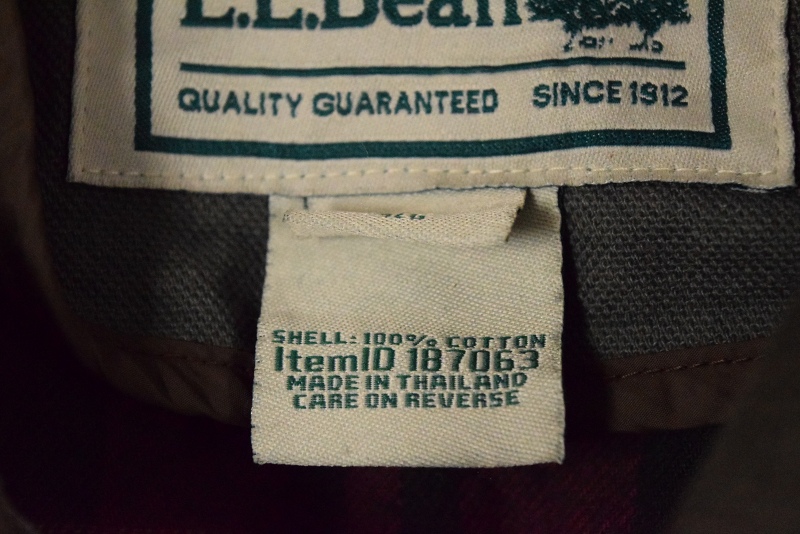 L.L.Bean
QUALITY GUARANTEED SINCE 1912
SHELL: 100% COTTON
ItemID 187063
MADE IN THAILAND
CARE ON REVERSE